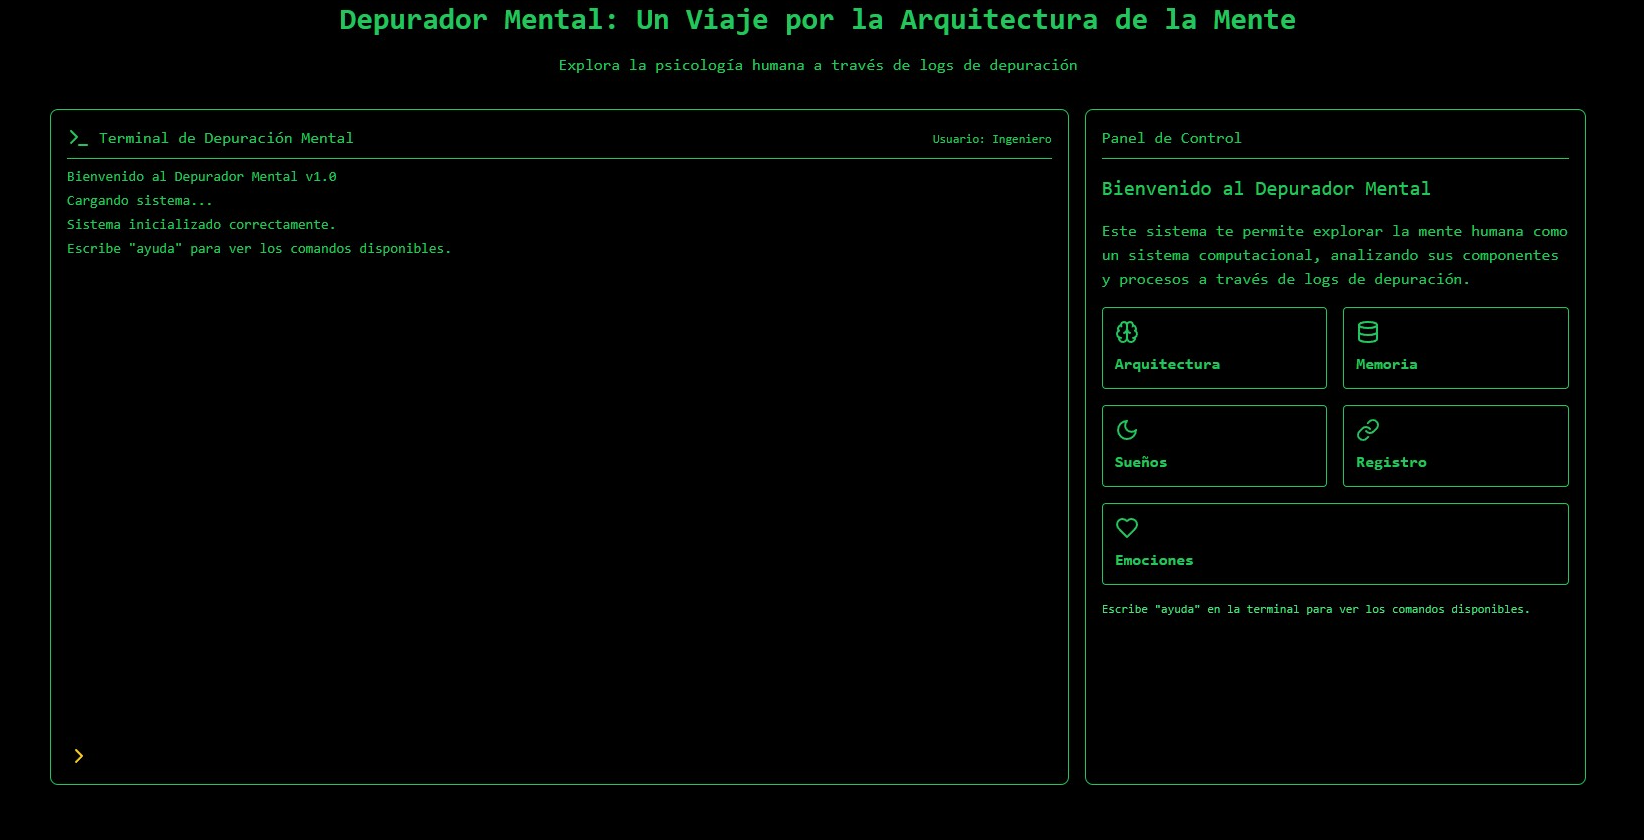 Depurador Mental: Un Viaje por la Arquitectura de la Mente
Explora la psicología humana a través de logs de depuración
Terminal de Depuración Mental
Usuario: Ingeniero
Bienvenido al Depurador Mental v1.0
Cargando sistema...
Sistema inicializado correctamente.
Escribe "ayuda" para ver los comandos disponibles.
Panel de Control
Bienvenido al Depurador Mental
Este sistema te permite explorar la mente humana como
un sistema computacional, analizando sus componentes
y procesos a través de logs de depuración.
Arquitectura
Memoria
Sueños
Registro
Emociones
Escribe "ayuda" en la terminal para ver los comandos disponibles.